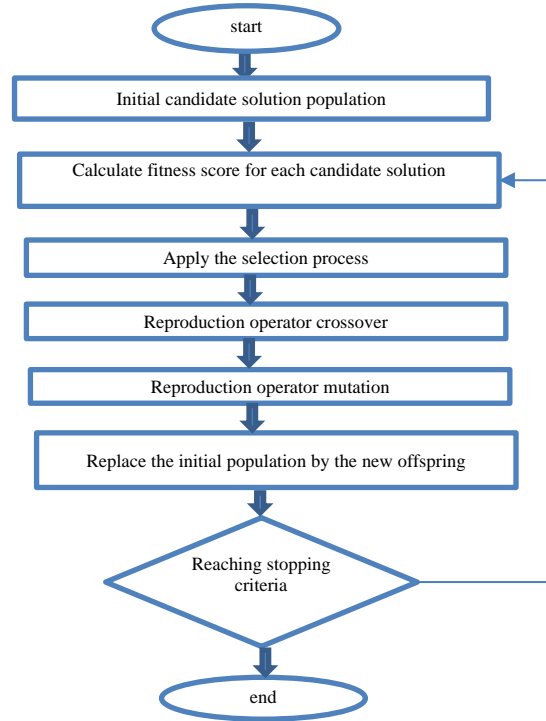 start
Initial candidate solution population
Calculate fitness score for each candidate solution
Apply the selection process
Reproduction operator crossover
Reproduction operator mutation
Replace the initial population by the new offspring
Reaching stopping
criteria
end